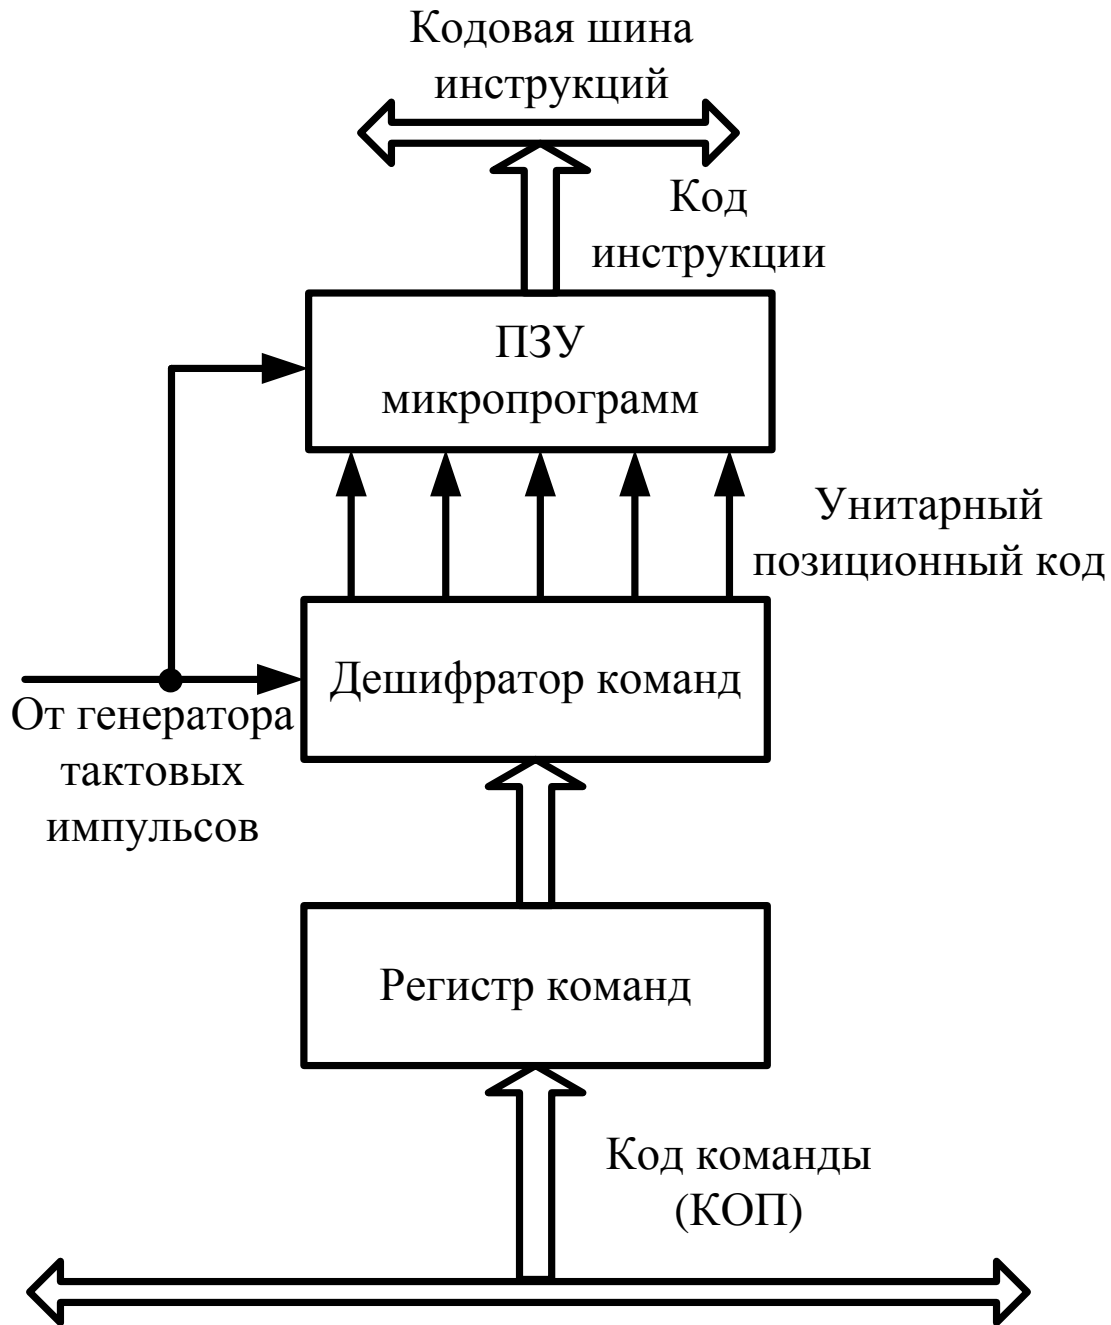 Кодовая шина
инструкций
Код
инструкции
ПЗУ
микропрограмм
Унитарный
позиционный код
Дешифратор команд
От генератора
тактовых
импульсов
Регистр команд
Код команды
(КОП)